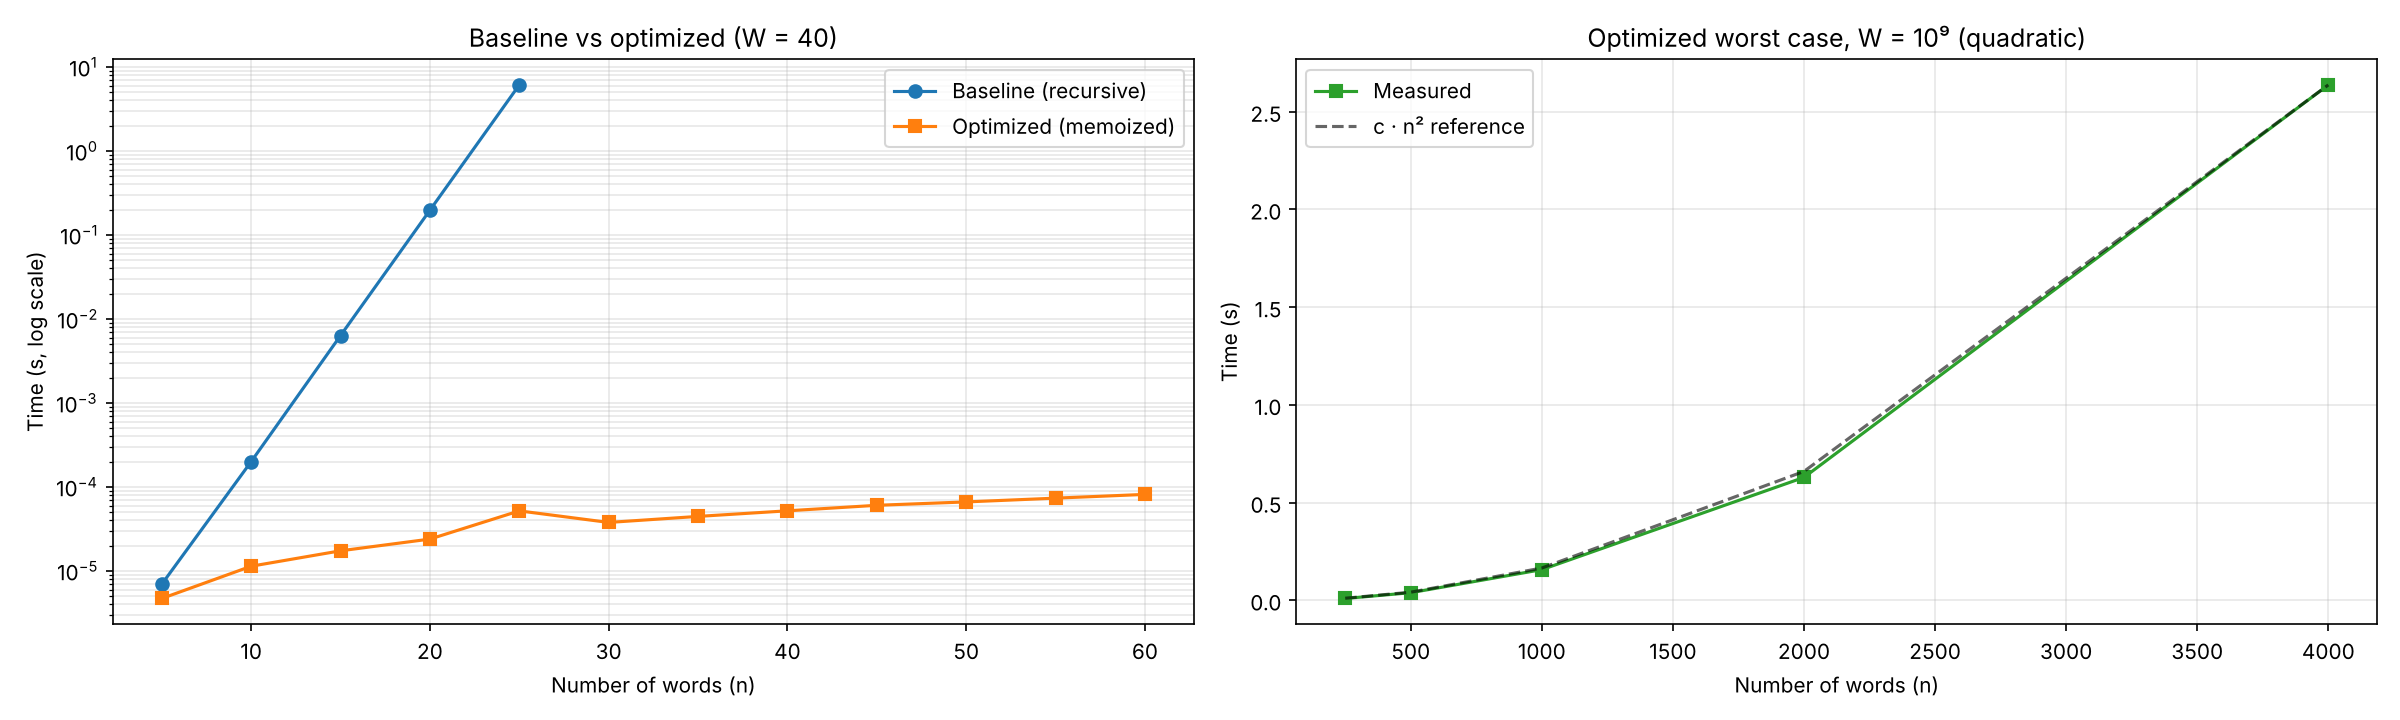 Baseline vs optimized (W = 40)
Time (s, log scale)
10¹
10⁰
10⁻¹
10⁻²
10⁻³
10⁻⁴
10⁻⁵
Baseline (recursive)
Optimized (memoized)
10 20 30 40 50 60
Number of words (n)
Optimized worst case, W = 10⁹ (quadratic)
Time (s)
2.5
2.0
1.5
1.0
0.5
0.0
Measured
c · n² reference
500 1000 1500 2000 2500 3000 3500 4000
Number of words (n)